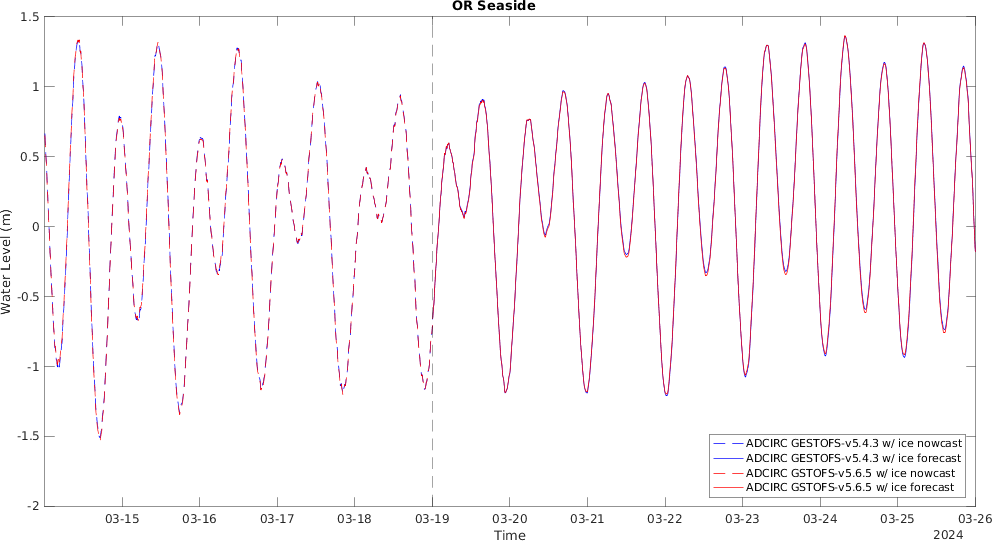 OR Seaside
1.5
1
0.5
0
-0.5
-1
-1.5
-2
Water Level (m)
ADCIRC GESTOFS-v5.4.3 w/ ice nowcast
ADCIRC GESTOFS-v5.4.3 w/ ice forecast
ADCIRC GSTOFS-v5.6.5 w/ ice nowcast
ADCIRC GSTOFS-v5.6.5 w/ ice forecast
03-15 03-16 03-17 03-18 03-19 03-20 03-21 03-22 03-23 03-24 03-25 03-26
Time
2024